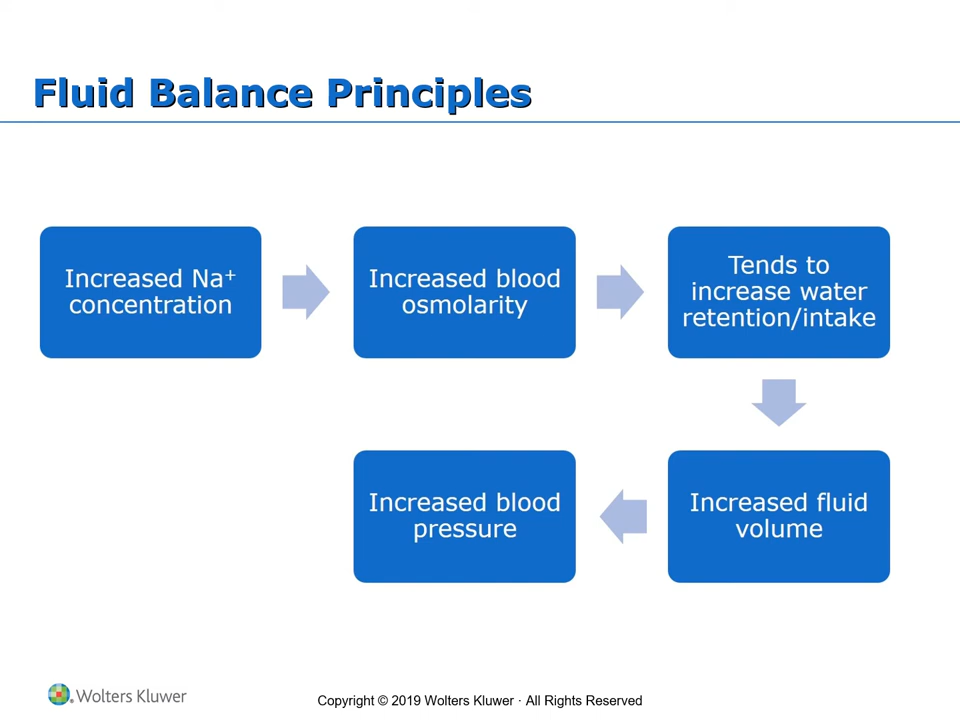 Fluid Balance Principles
Increased Na⁺
concentration
Increased blood
osmolarity
Tends to
increase water
retention/intake
Increased fluid
volume
Increased blood
pressure
Wolters Kluwer
Copyright © 2019 Wolters Kluwer · All Rights Reserved